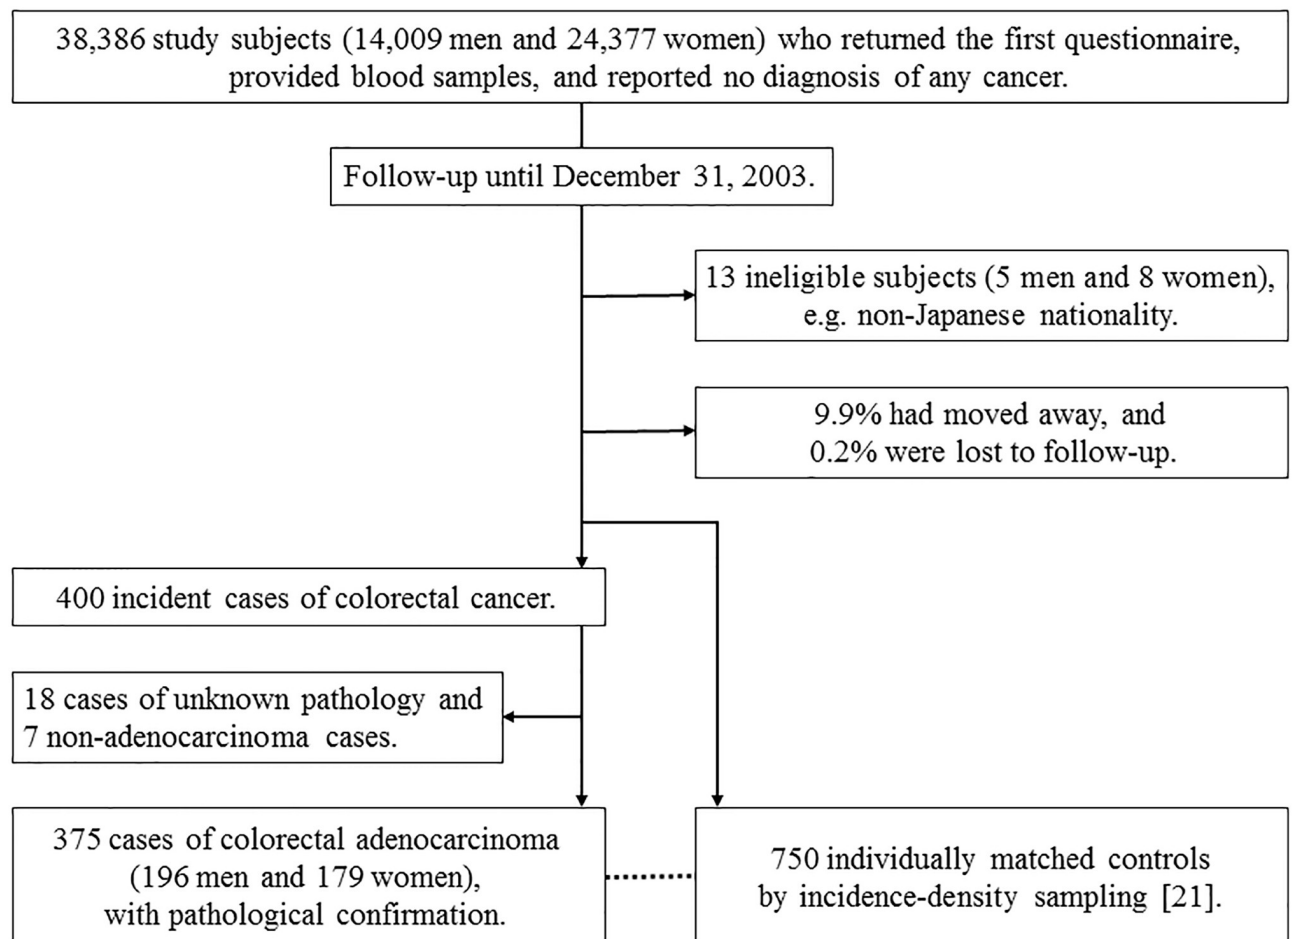 38,386 study subjects (14,009 men and 24,377 women) who returned the first questionnaire,
provided blood samples, and reported no diagnosis of any cancer.
Follow-up until December 31, 2003.
13 ineligible subjects (5 men and 8 women),
e.g. non-Japanese nationality.
9.9% had moved away, and
0.2% were lost to follow-up.
400 incident cases of colorectal cancer.
18 cases of unknown pathology and
7 non-adenocarcinoma cases.
375 cases of colorectal adenocarcinoma
(196 men and 179 women),
with pathological confirmation.
750 individually matched controls
by incidence-density sampling [21].